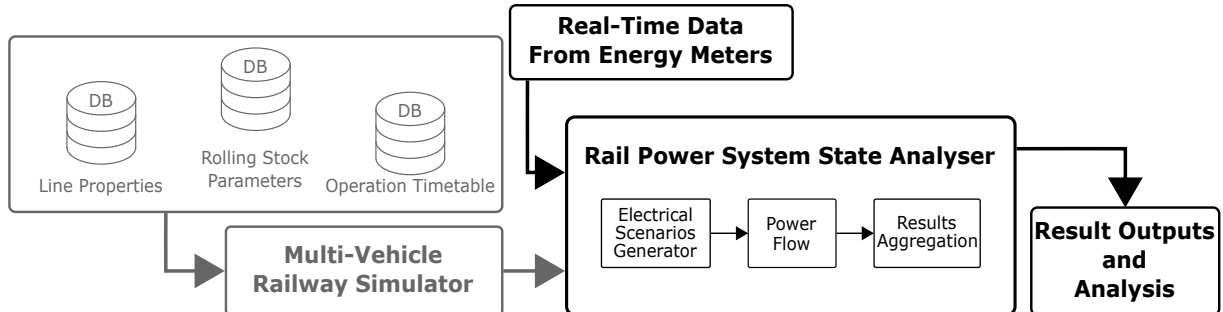 Real-Time Data
From Energy Meters
DB
DB
DB
Line Properties
Rolling Stock
Parameters
Operation Timetable
Multi-Vehicle
Railway Simulator
Rail Power System State Analyser
Electrical
Scenarios
Generator
Power
Flow
Results
Aggregation
Result Outputs
and
Analysis